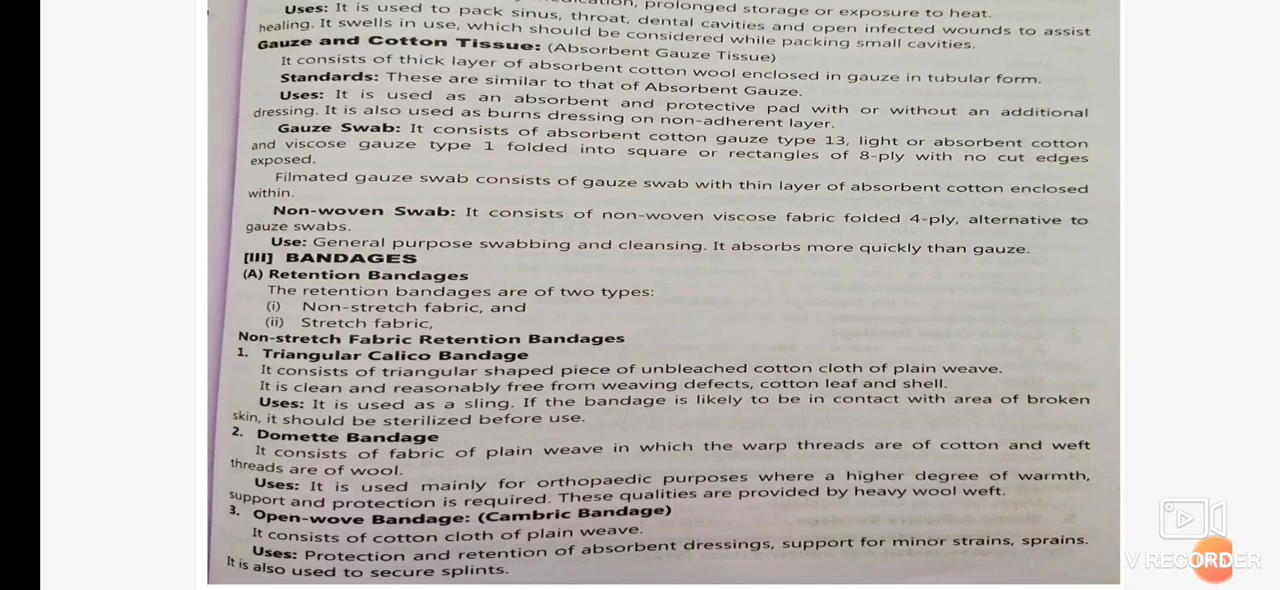 ication, prolonged storage or exposure to heat.
Uses: It is used to pack sinus, throat, dental cavities and open infected wounds to assist
healing. It swells in use, which should be considered while packing small cavities.
Gauze and Cotton Tissue: (Absorbent Gauze Tissue)
It consists of thick layer of absorbent cotton wool enclosed in gauze in tubular form.
Standards: These are similar to that of Absorbent Gauze.
Uses: It is used as an absorbent and protective pad with or without an additional
dressing. It is also used as burns dressing on non-adherent layer.
Gauze Swab: It consists of absorbent cotton gauze type 13, light or absorbent cotton
and viscose gauze type 1 folded into square or rectangles of 8-ply with no cut edges
exposed.
Filmated gauze swab consists of gauze swab with thin layer of absorbent cotton enclosed
within.
Non-woven Swab: It consists of non-woven viscose fabric folded 4-ply, alternative to
gauze swabs.
Use: General purpose swabbing and cleansing. It absorbs more quickly than gauze.
[III] BANDAGES
(A) Retention Bandages
The retention bandages are of two types:
(i) Non-stretch fabric, and
(ii) Stretch fabric,
Non-stretch Fabric Retention Bandages
1. Triangular Calico Bandage
It consists of triangular shaped piece of unbleached cotton cloth of plain weave.
It is clean and reasonably free from weaving defects, cotton leaf and shell.
Uses: It is used as a sling. If the bandage is likely to be in contact with area of broken
skin, it should be sterilized before use.
2. Domette Bandage
It consists of fabric of plain weave in which the warp threads are of cotton and weft
threads are of wool.
Uses: It is used mainly for orthopaedic purposes where a higher degree of warmth,
support and protection is required. These qualities are provided by heavy wool weft.
3. Open-wove Bandage: (Cambric Bandage)
It consists of cotton cloth of plain weave.
Uses: Protection and retention of absorbent dressings, support for minor strains, sprains.
It is also used to secure splints.
V RECORDER